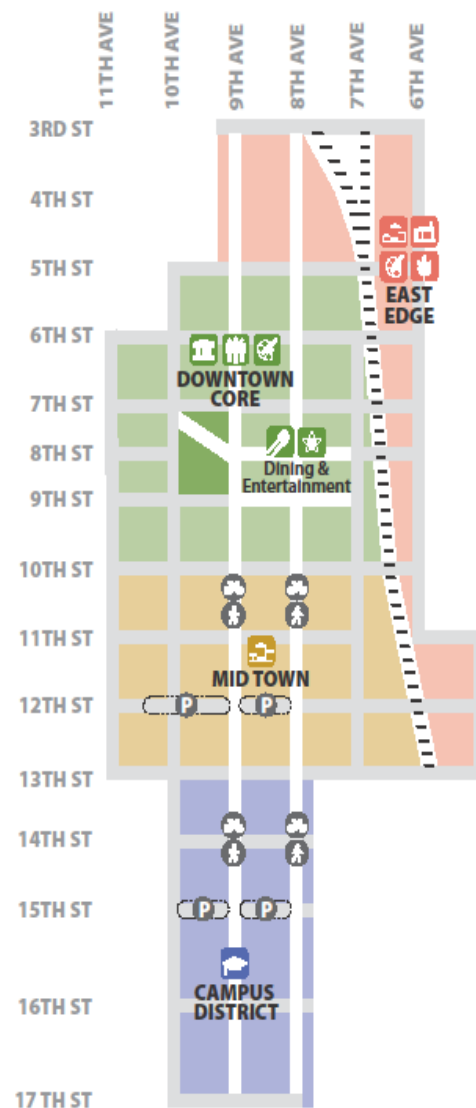 11TH AVE
10TH AVE
9TH AVE
8TH AVE
7TH AVE
6TH AVE
3RD ST
4TH ST
5TH ST
EAST
EDGE
6TH ST
DOWNTOWN
CORE
7TH ST
8TH ST
Dining &
Entertainment
9TH ST
10TH ST
11TH ST
MID TOWN
12TH ST
P
P
13TH ST
14TH ST
15TH ST
P
P
CAMPUS
DISTRICT
16TH ST
17 TH ST